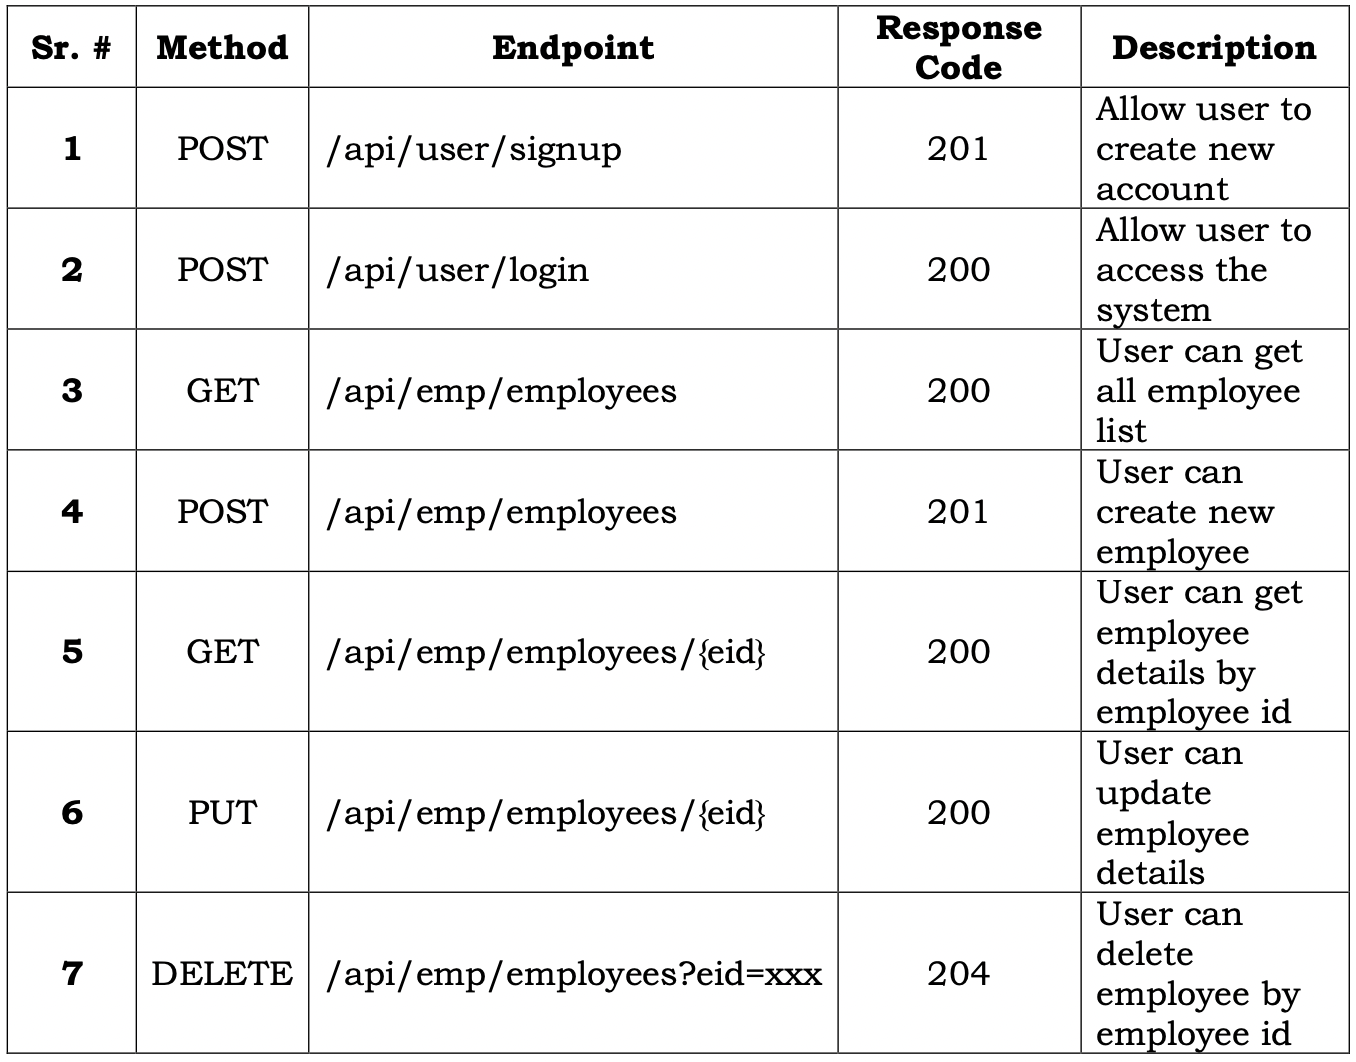 Sr. # Method Endpoint Response Code Description
1 POST /api/user/signup 201 Allow user to create new account
2 POST /api/user/login 200 Allow user to access the system
3 GET /api/emp/employees 200 User can get all employee list
4 POST /api/emp/employees 201 User can create new employee
5 GET /api/emp/employees/{eid} 200 User can get employee details by employee id
6 PUT /api/emp/employees/{eid} 200 User can update employee details
7 DELETE /api/emp/employees?eid=xxx 204 User can delete employee by employee id